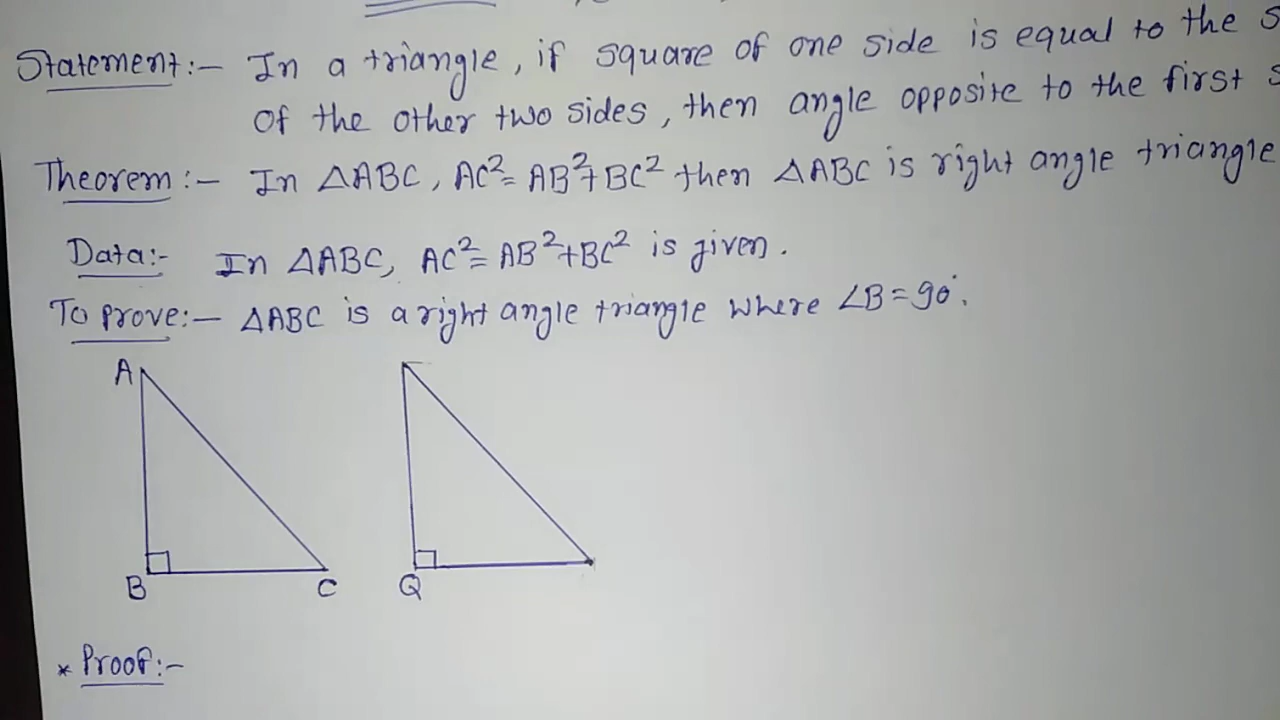 Statement:- In a triangle, if square of one side is equal to the
of the other two sides, then angle opposite to the first
Theorem:- In △ABC, AC²= AB²+BC² then △ABC is right angle triangle
Data:- In △ABC, AC²= AB²+BC² is given.
To prove:- △ABC is a right angle triangle where ∠B=90°.
A
B C Q
* Proof:-